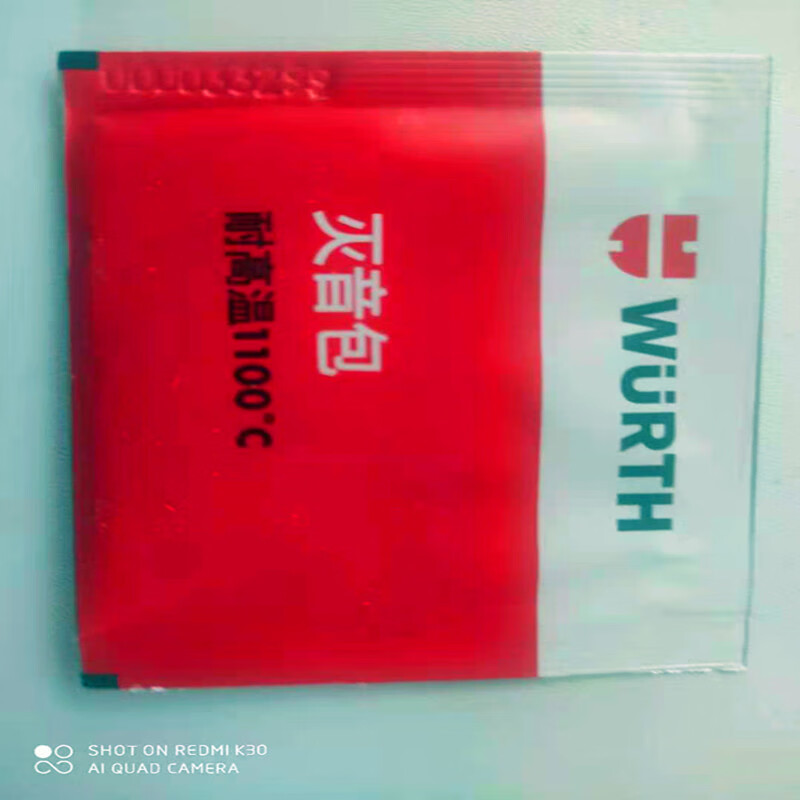 WÜRTH
灭音包
耐高温1100°C
SHOT ON REDMI K30
AI QUAD CAMERA